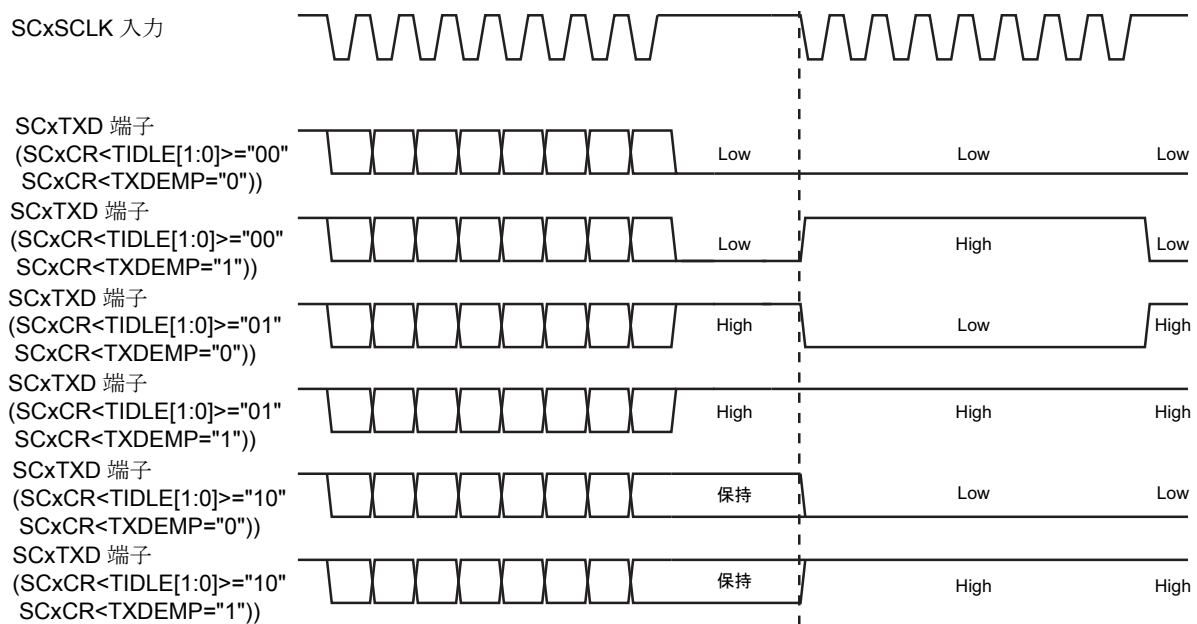 SCxSCLK 入力
SCxTXD 端子
(SCxCR<TIDLE[1:0]>="00"
SCxCR<TXDEMP="0"))
Low Low Low
SCxTXD 端子
(SCxCR<TIDLE[1:0]>="00"
SCxCR<TXDEMP="1"))
Low High Low
SCxTXD 端子
(SCxCR<TIDLE[1:0]>="01"
SCxCR<TXDEMP="0"))
High Low High
SCxTXD 端子
(SCxCR<TIDLE[1:0]>="01"
SCxCR<TXDEMP="1"))
High High High
SCxTXD 端子
(SCxCR<TIDLE[1:0]>="10"
SCxCR<TXDEMP="0"))
保持 Low Low
SCxTXD 端子
(SCxCR<TIDLE[1:0]>="10"
SCxCR<TXDEMP="1"))
保持 High High